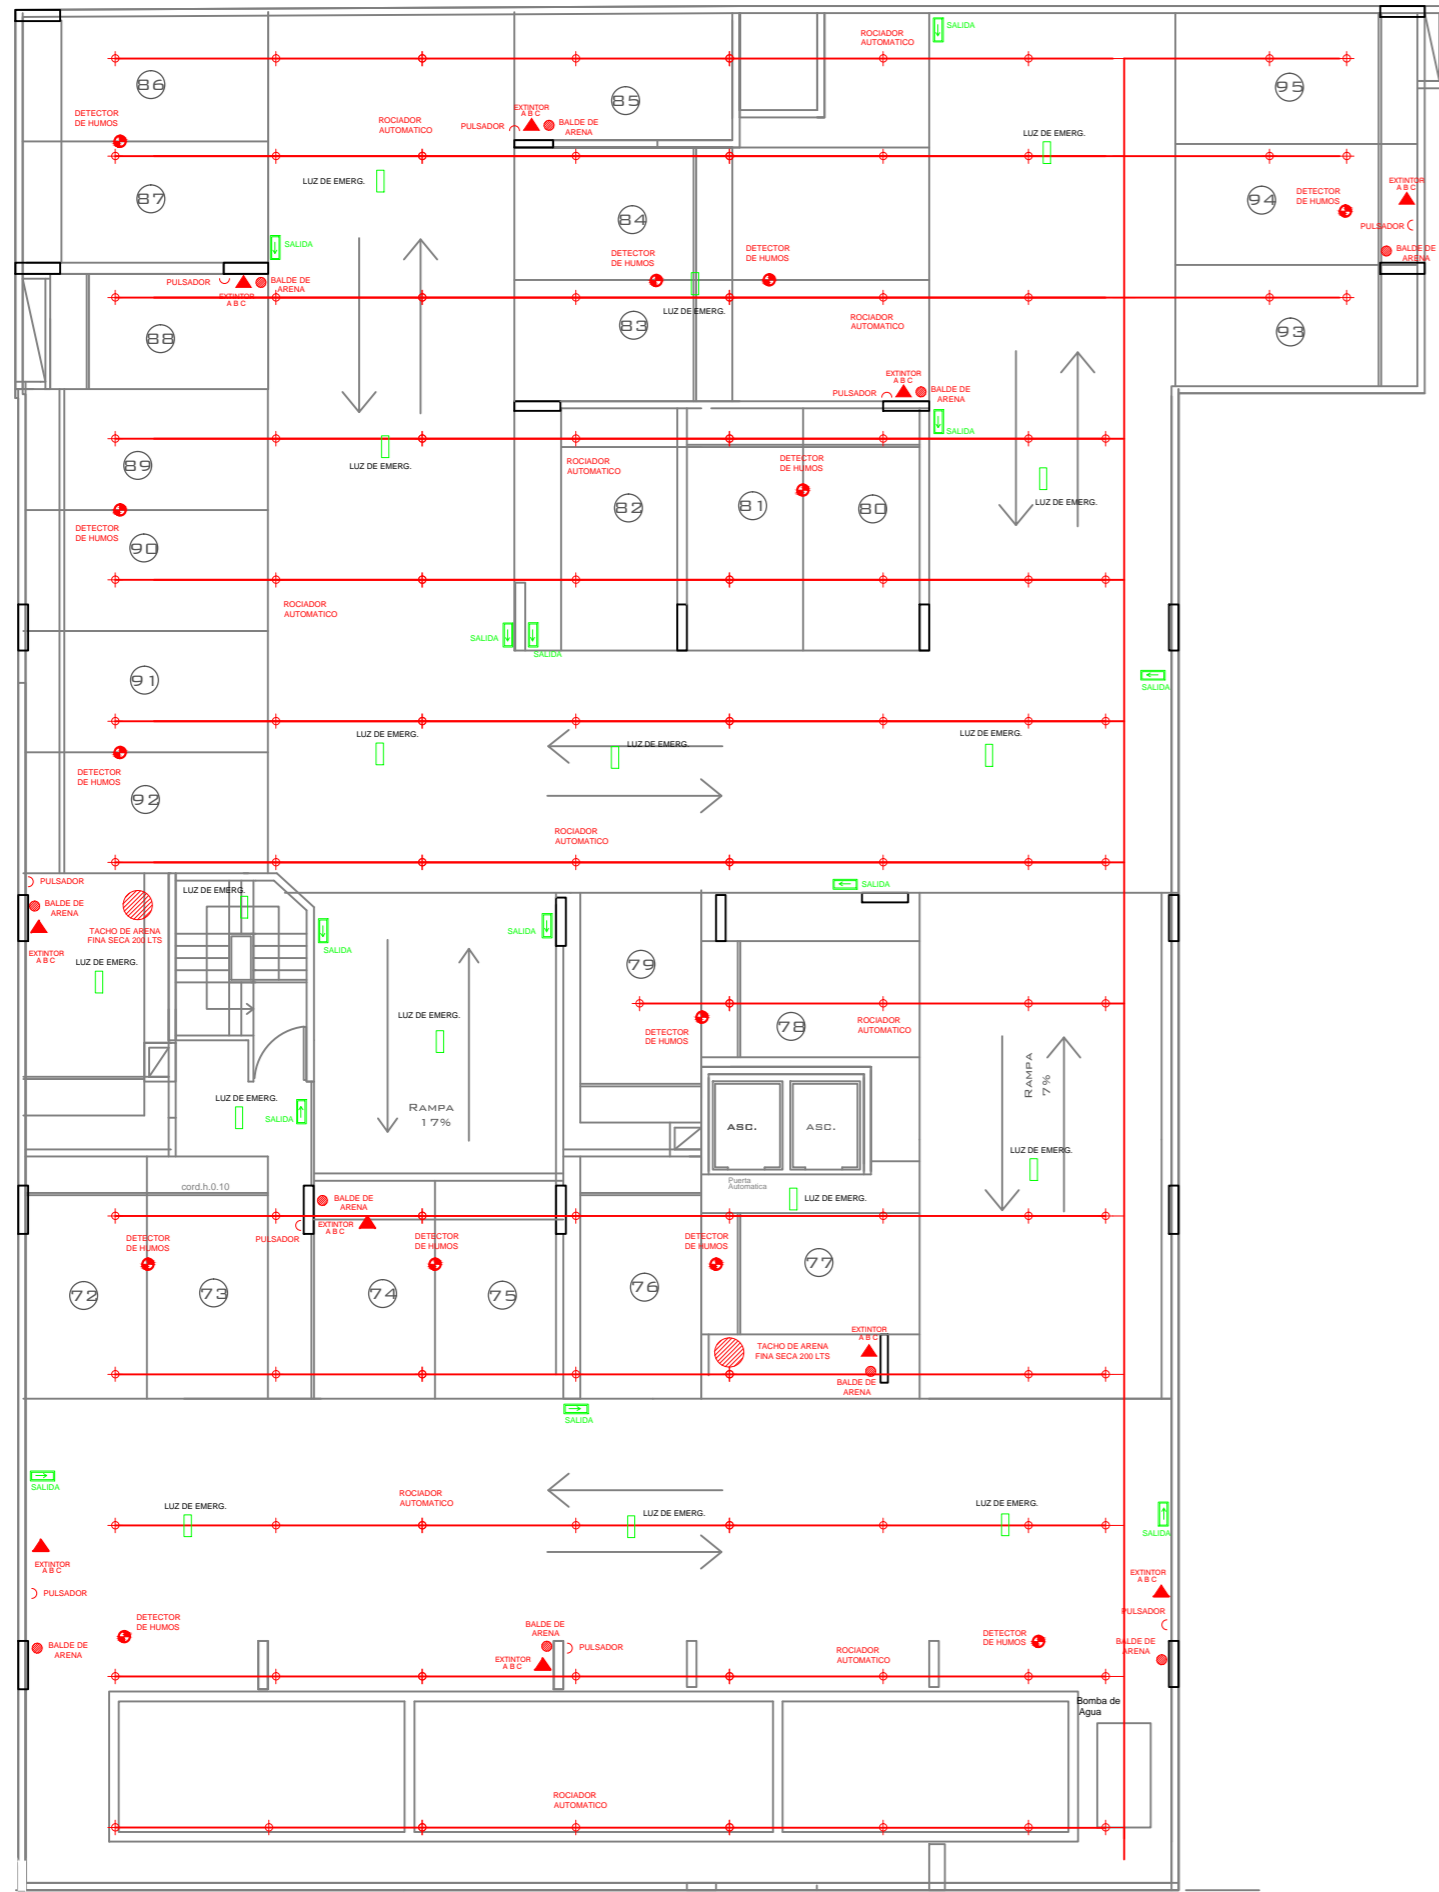 SALIDA
ROCIADOR
AUTOMATICO
86
85
95
DETECTOR
DE HUMOS
ROCIADOR
AUTOMATICO
PULSADOR
EXTINTOR
A B C
BALDE DE
ARENA
LUZ DE EMERG.
LUZ DE EMERG.
87
84
94
DETECTOR
DE HUMOS
EXTINTOR
A B C
PULSADOR
BALDE DE
ARENA
SALIDA
DETECTOR
DE HUMOS
DETECTOR
DE HUMOS
PULSADOR
EXTINTOR
A B C
BALDE DE
ARENA
LUZ DE EMERG.
88
83
ROCIADOR
AUTOMATICO
93
PULSADOR
EXTINTOR
A B C
BALDE DE
ARENA
SALIDA
89
LUZ DE EMERG.
ROCIADOR
AUTOMATICO
DETECTOR
DE HUMOS
82
81
80
LUZ DE EMERG.
DETECTOR
DE HUMOS
90
ROCIADOR
AUTOMATICO
SALIDA
SALIDA
91
SALIDA
LUZ DE EMERG.
LUZ DE EMERG.
LUZ DE EMERG.
DETECTOR
DE HUMOS
92
ROCIADOR
AUTOMATICO
PULSADOR
BALDE DE
ARENA
EXTINTOR
A B C
TACHO DE ARENA
FINA SECA 200 LTS
LUZ DE EMERG.
LUZ DE EMERG.
SALIDA
SALIDA
SALIDA
79
LUZ DE EMERG.
DETECTOR
DE HUMOS
78
ROCIADOR
AUTOMATICO
RAMPA
7%
LUZ DE EMERG.
SALIDA
RAMPA
17%
ASC.
ASC.
LUZ DE EMERG.
Puerta
Automatica
LUZ DE EMERG.
cord.h.0.10
BALDE DE
ARENA
PULSADOR
EXTINTOR
A B C
DETECTOR
DE HUMOS
DETECTOR
DE HUMOS
DETECTOR
DE HUMOS
72
73
74
75
76
77
TACHO DE ARENA
FINA SECA 200 LTS
EXTINTOR
A B C
BALDE DE
ARENA
SALIDA
SALIDA
ROCIADOR
AUTOMATICO
LUZ DE EMERG.
LUZ DE EMERG.
LUZ DE EMERG.
SALIDA
EXTINTOR
A B C
PULSADOR
BALDE DE
ARENA
DETECTOR
DE HUMOS
BALDE DE
ARENA
PULSADOR
EXTINTOR
A B C
ROCIADOR
AUTOMATICO
DETECTOR
DE HUMOS
EXTINTOR
A B C
PULSADOR
BALDE DE
ARENA
Bomba de
Agua
ROCIADOR
AUTOMATICO